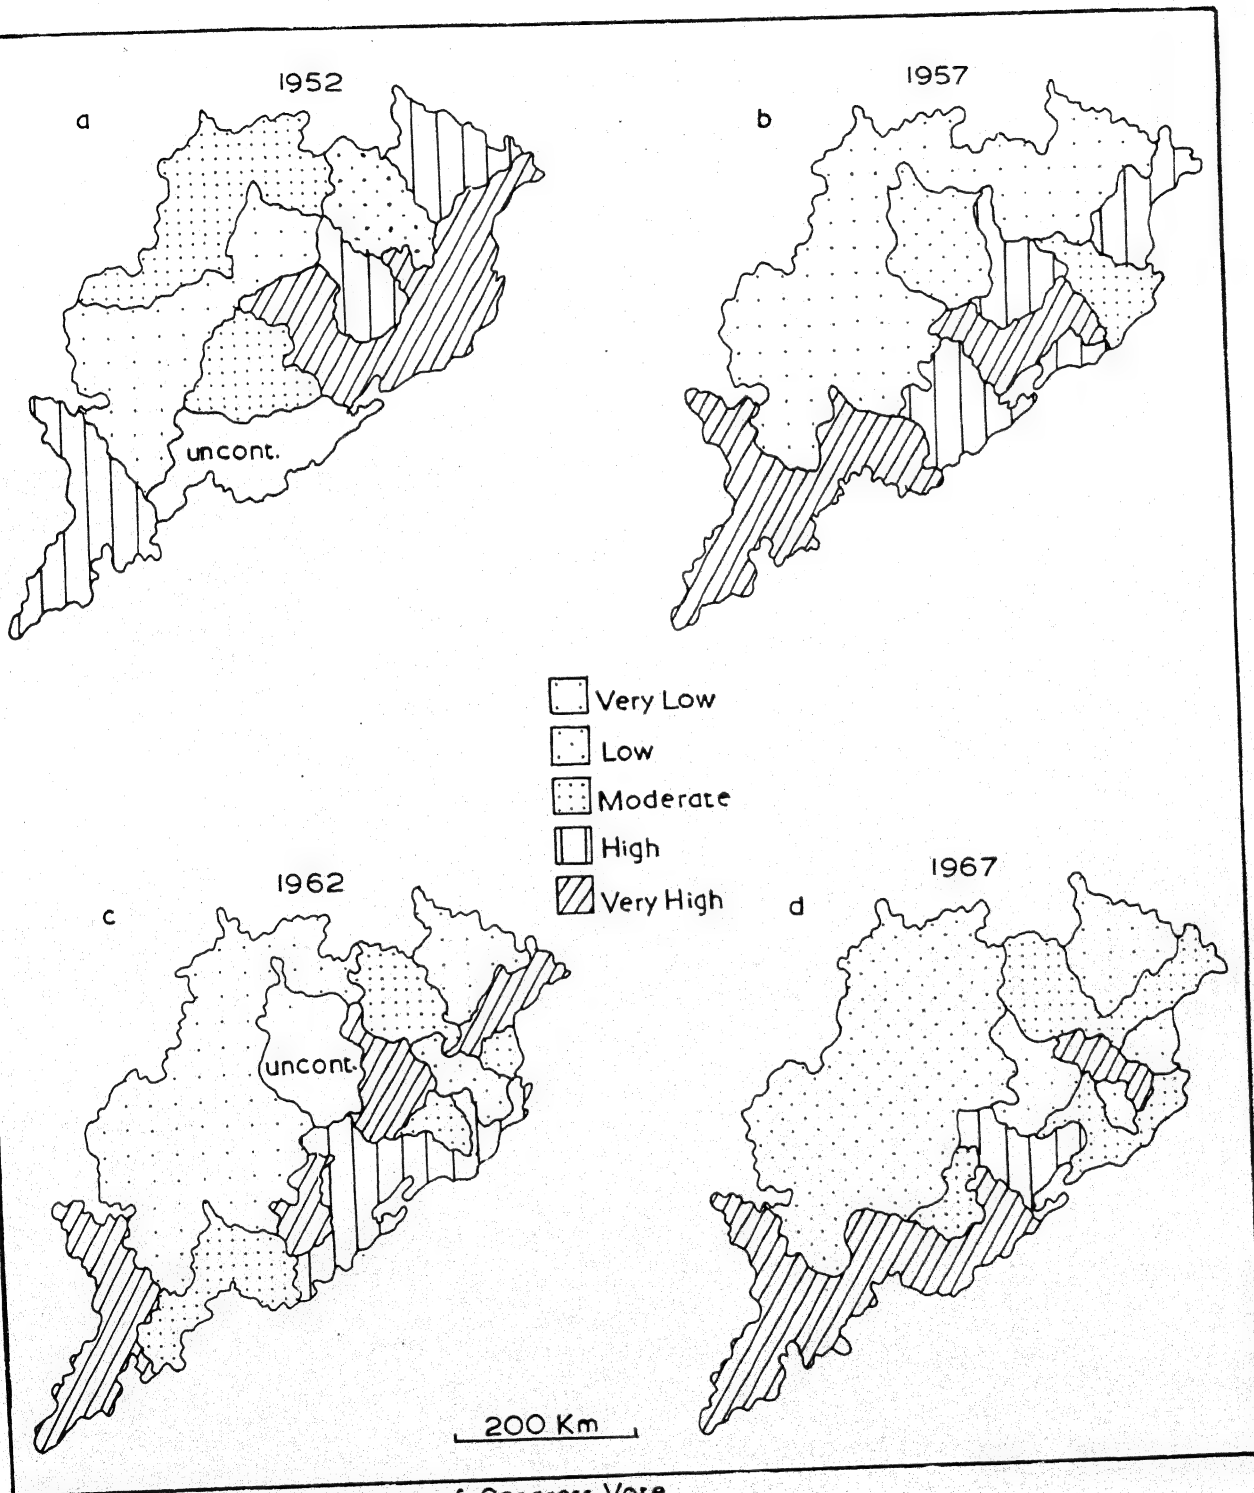 1952
a
uncont.
1957
b
Very Low
Low
Moderate
High
Very High
1962
c
uncont.
1967
d
200 Km
Congress Vote